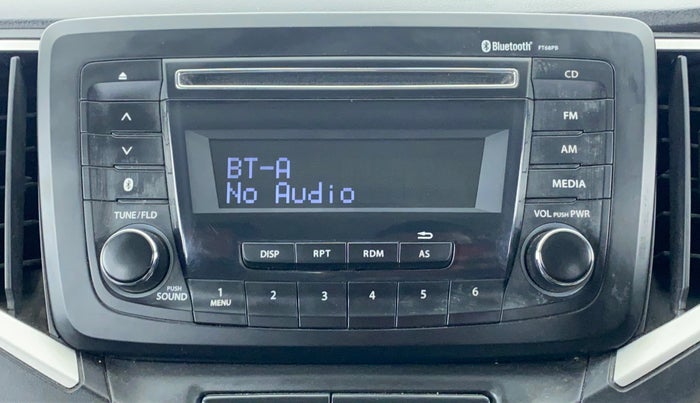 Bluetooth® PT68PB
CD
FM
AM
MEDIA
BT-A
No Audio
TUNE/FLD
VOL PUSH PWR
DISP RPT RDM AS
PUSH
SOUND
1 2 3 4 5 6
MENU